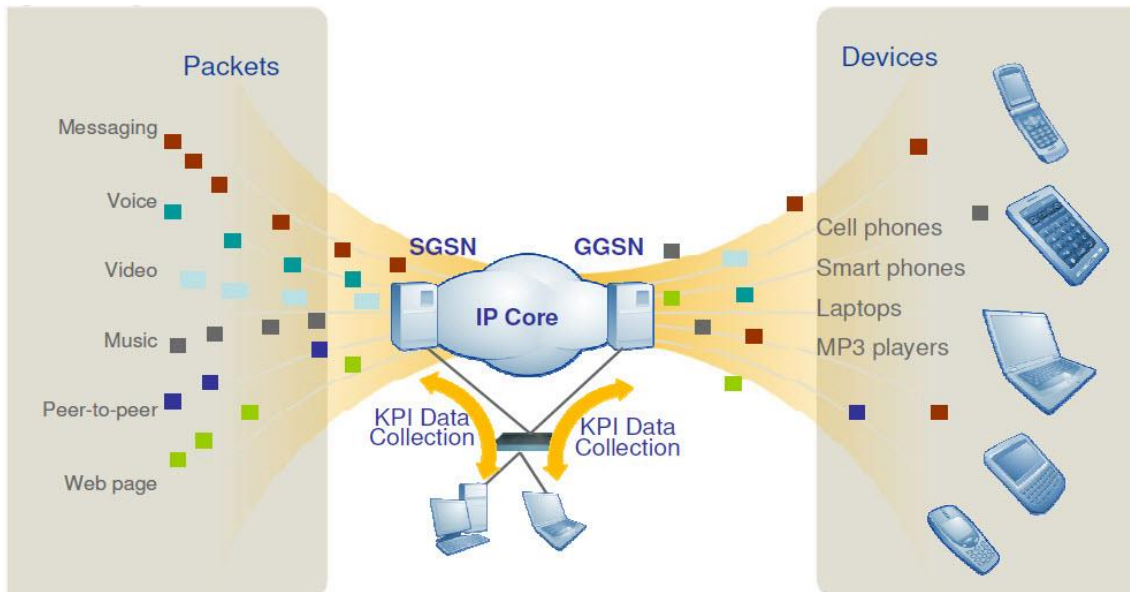 Packets
Messaging
Voice
Video
Music
Peer-to-peer
Web page
SGSN
GGSN
IP Core
KPI Data
Collection
KPI Data
Collection
Devices
Cell phones
Smart phones
Laptops
MP3 players